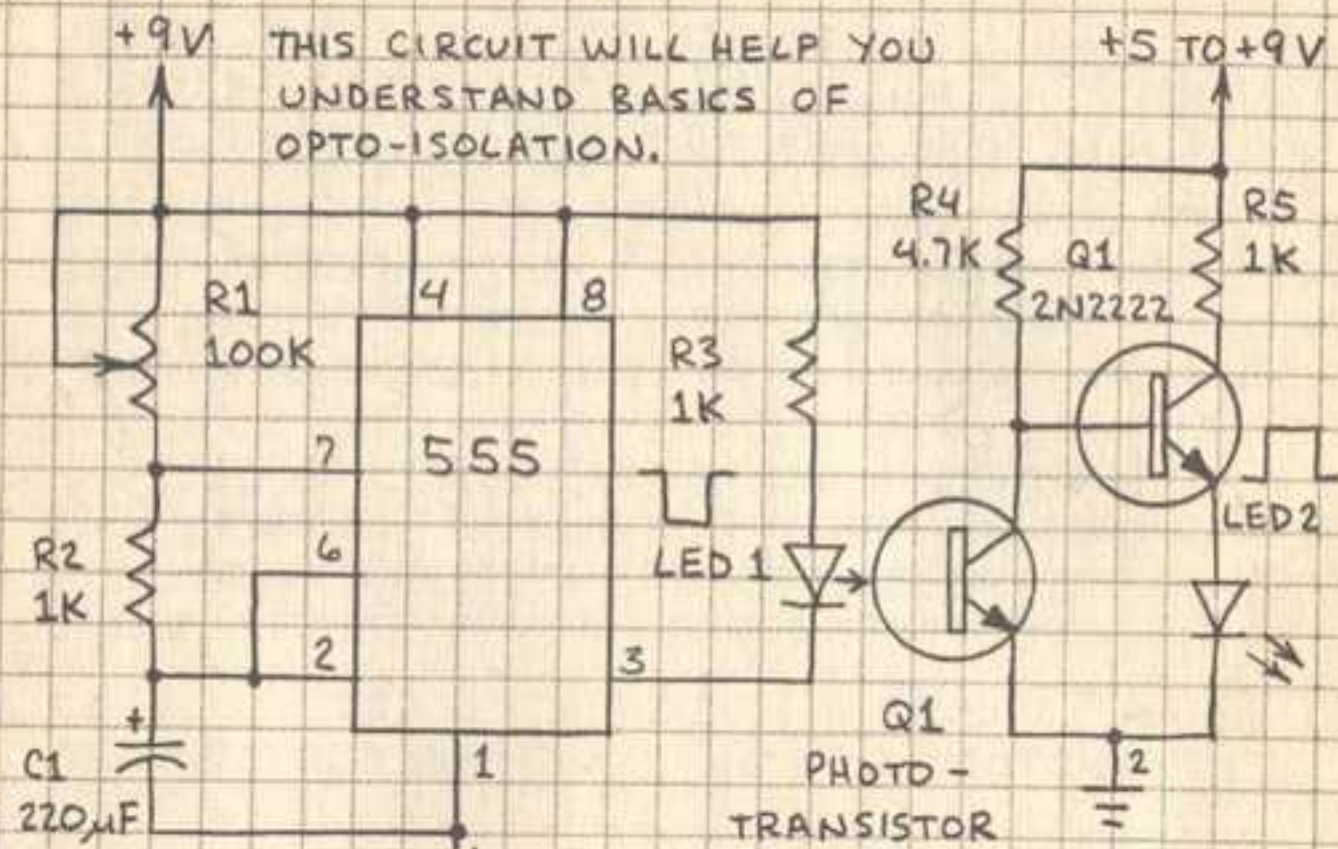 +9V
THIS CIRCUIT WILL HELP YOU
UNDERSTAND BASICS OF
OPTO-ISOLATION.
+5 TO +9V
R1
100K
4
8
R3
1K
R4
4.7K
Q1
2N2222
R5
1K
7
555
6
R2
1K
2
LED 1
3
LED 2
+
C1
220µF
1
Q1
PHOTO-
TRANSISTOR
2